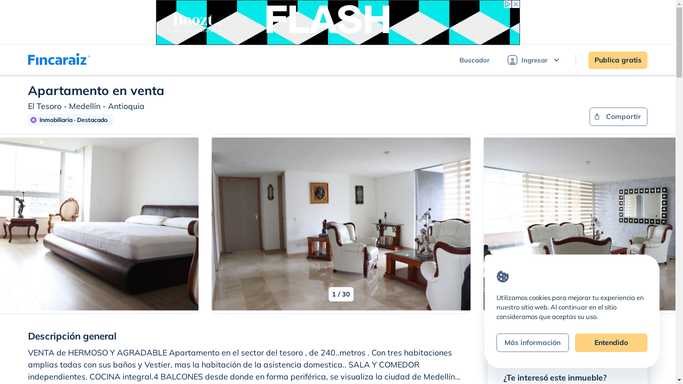 Boozt
FLASH
Fincaraiz
Buscador
Ingresar
Publica gratis
Apartamento en venta
El Tesoro - Medellín - Antioquia
Inmobiliaria · Destacado
Compartir
1 / 30
Utilizamos cookies para mejorar tu experiencia en
nuestro sitio web. Al continuar en el sitio
consideramos que aceptas su uso.
Más información
Entendido
Descripción general
VENTA de HERMOSO Y AGRADABLE Apartamento en el sector del tesoro , de 240..metros . Con tres habitaciones
amplias todas con sus baños y Vestier, mas la habitación de la asistencia domestica.. SALA Y COMEDOR
independientes, COCINA integral.4 BALCONES desde donde en forma periférica, se visualiza la ciudad de Medellín...
¿Te interesó este inmueble?